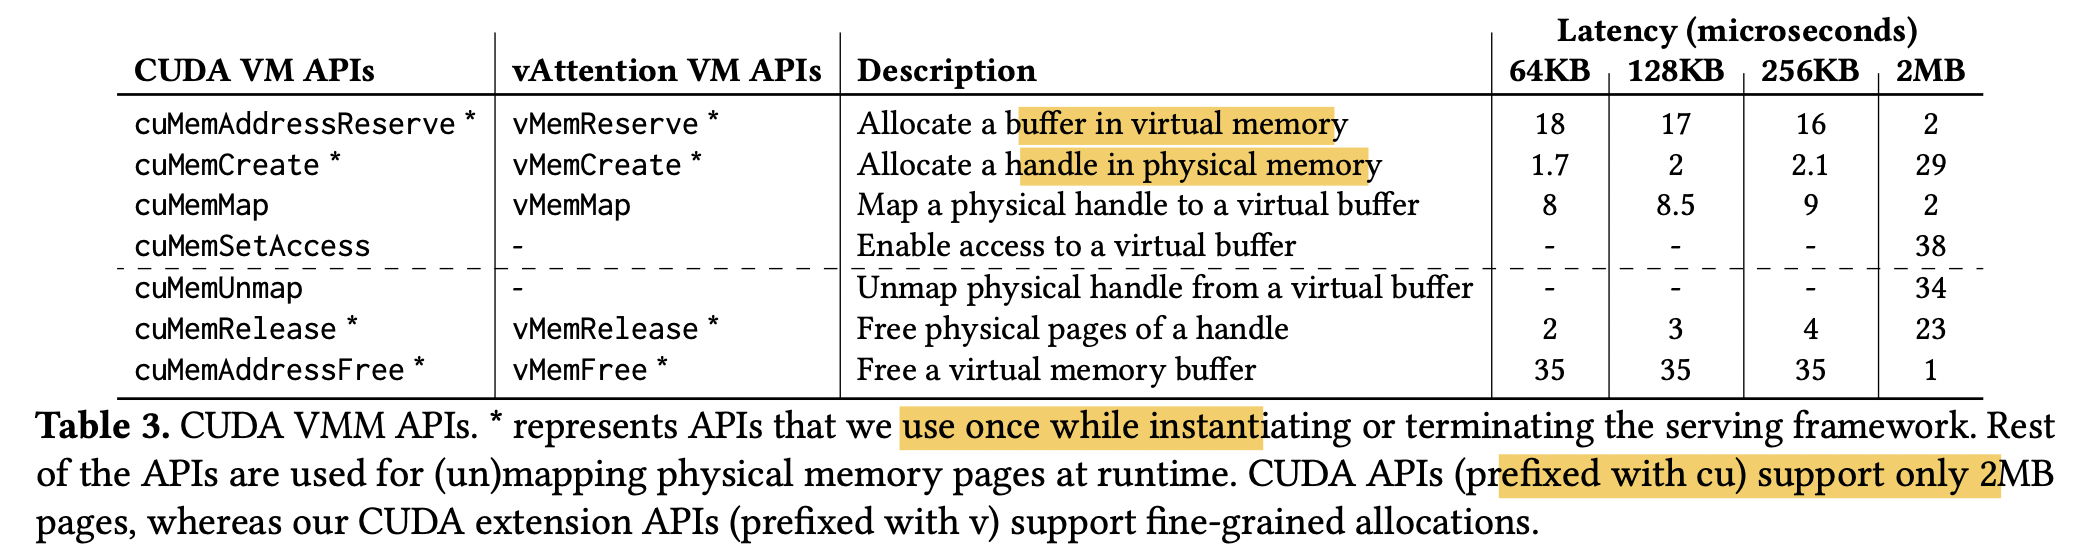 Latency (microseconds)
CUDA VM APIs vAttention VM APIs Description 64KB 128KB 256KB 2MB
cuMemAddressReserve * vMemReserve * Allocate a buffer in virtual memory 18 17 16 2
cuMemCreate * vMemCreate * Allocate a handle in physical memory 1.7 2 2.1 29
cuMemMap vMemMap Map a physical handle to a virtual buffer 8 8.5 9 2
cuMemSetAccess - Enable access to a virtual buffer - - - 38
cuMemUnmap - Unmap physical handle from a virtual buffer - - - 34
cuMemRelease * vMemRelease * Free physical pages of a handle 2 3 4 23
cuMemAddressFree * vMemFree * Free a virtual memory buffer 35 35 35 1
Table 3. CUDA VMM APIs. * represents APIs that we use once while instantiating or terminating the serving framework. Rest
of the APIs are used for (un)mapping physical memory pages at runtime. CUDA APIs (prefixed with cu) support only 2MB
pages, whereas our CUDA extension APIs (prefixed with v) support fine-grained allocations.